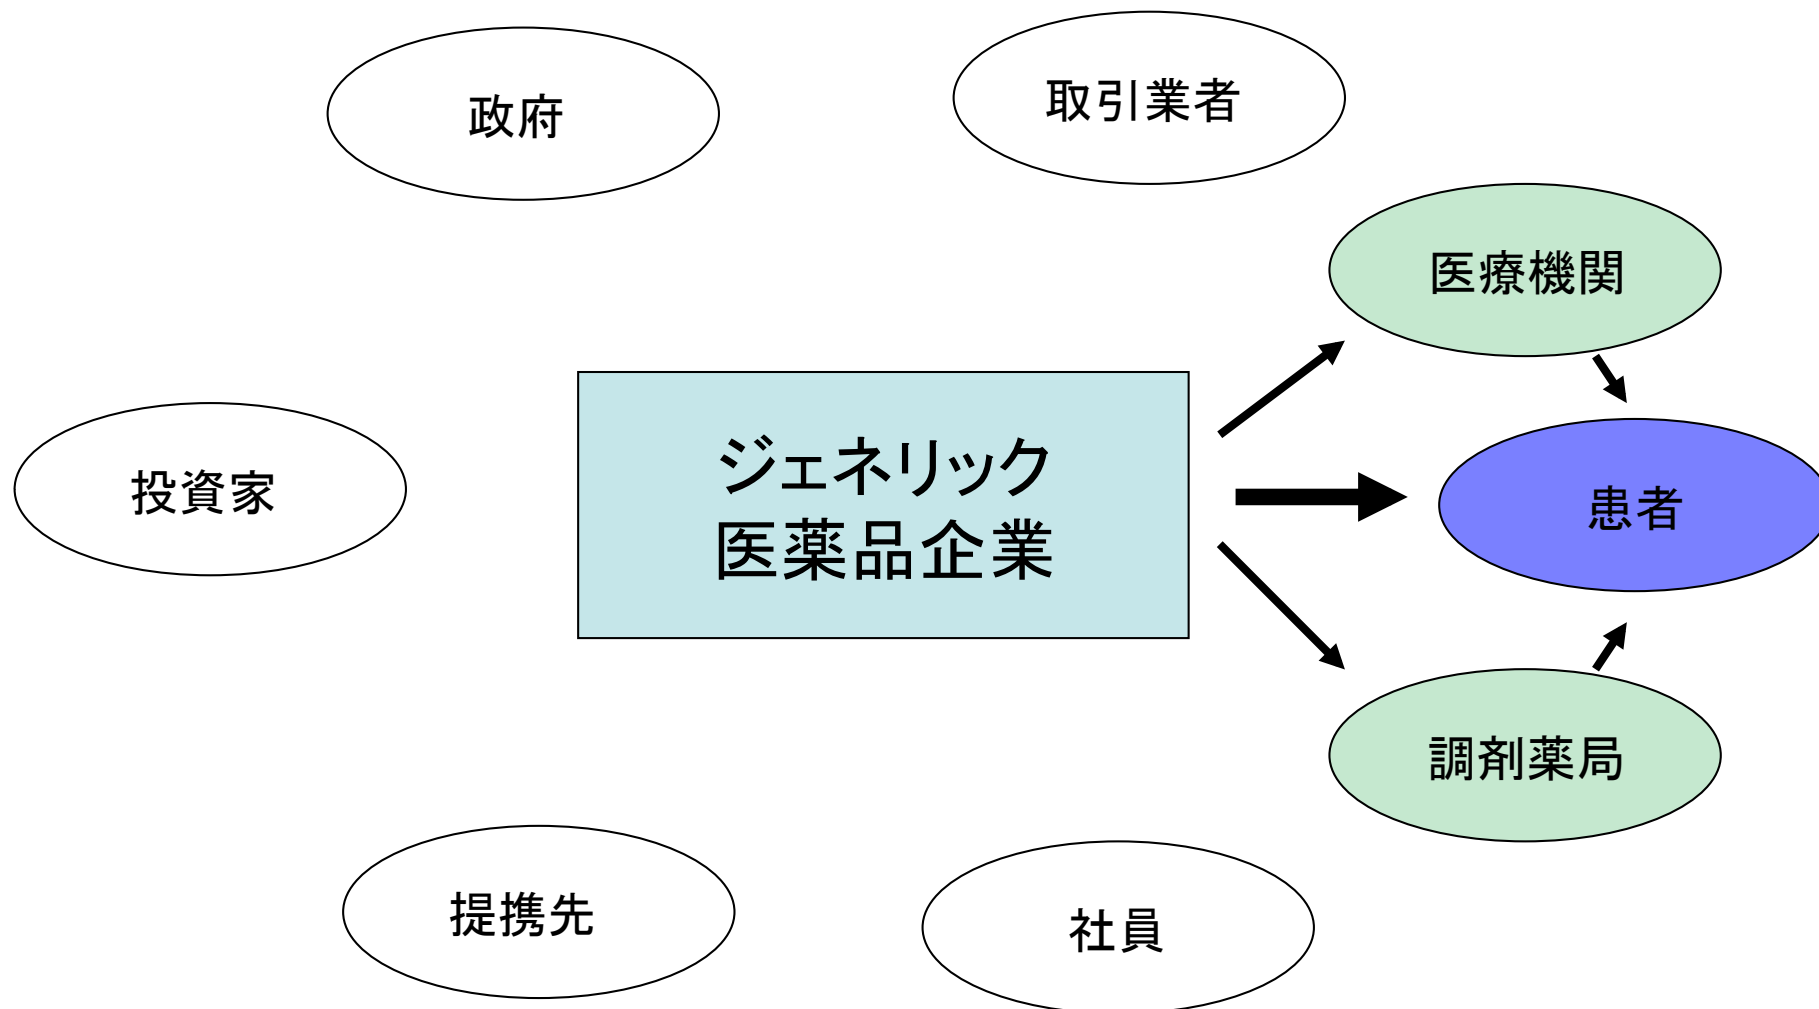 政府
取引業者
医療機関
投資家
ジェネリック
医薬品企業
患者
調剤薬局
提携先
社員